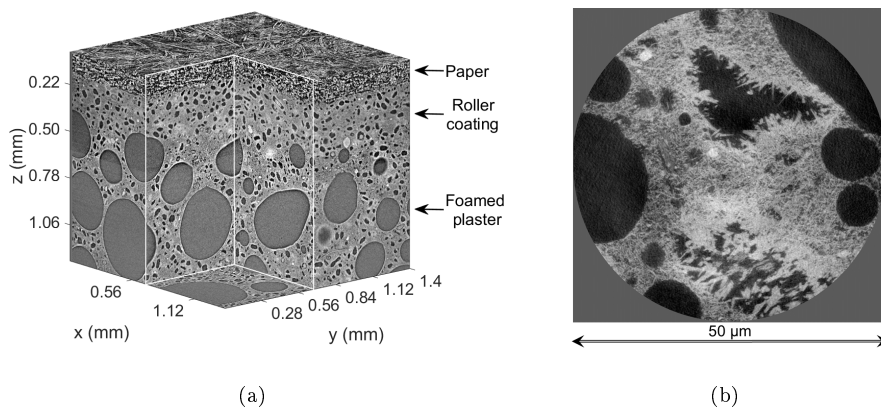 Paper
Roller
coating
Foamed
plaster
z (mm)
0.22
0.50
0.78
1.06
0.56
1.12
x (mm)
0.28
0.56
0.84
1.12
1.4
y (mm)
50 µm
(a)
(b)